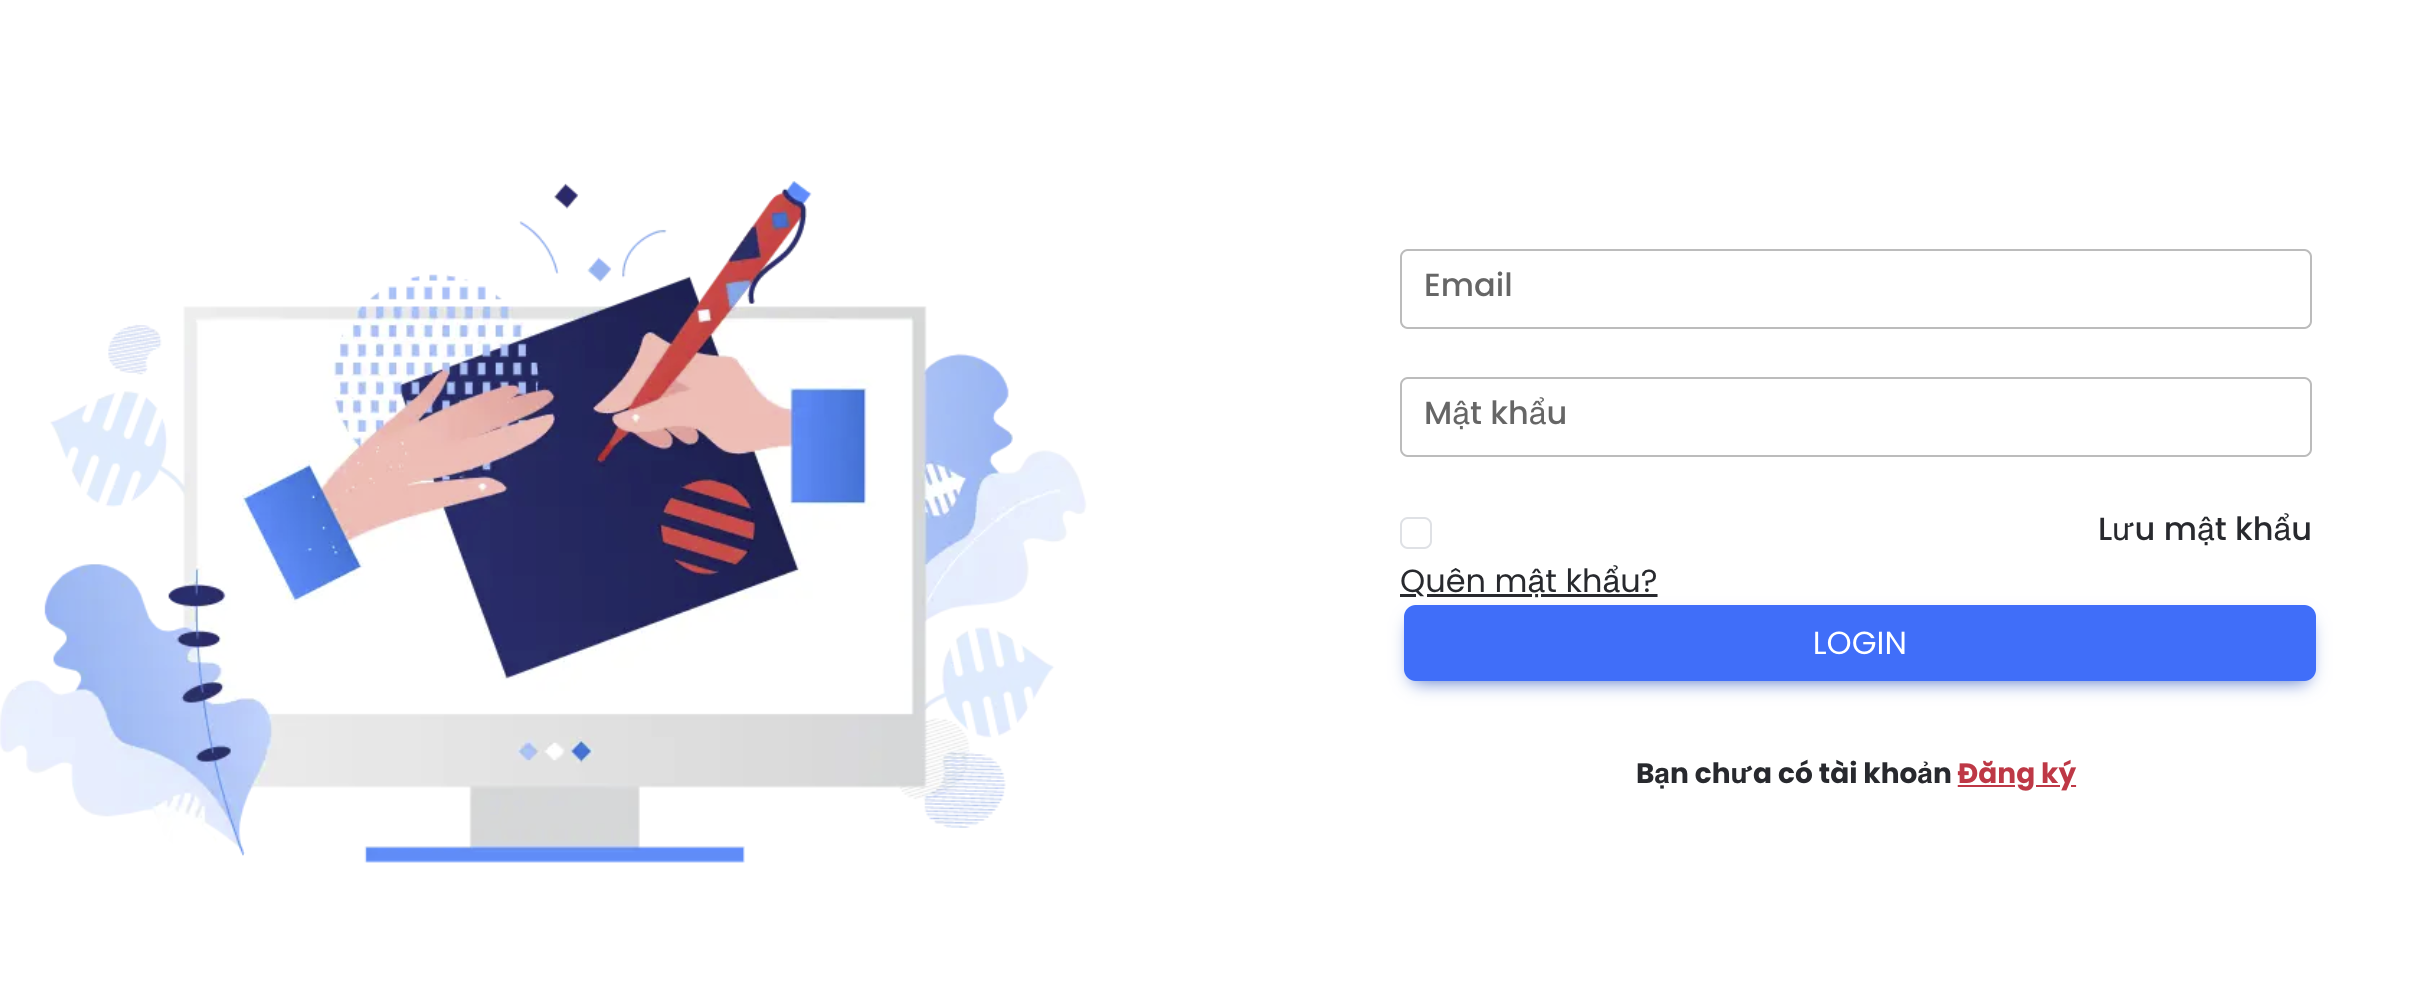 Email
Mật khẩu
Lưu mật khẩu
Quên mật khẩu?
LOGIN
Bạn chưa có tài khoản Đăng ký